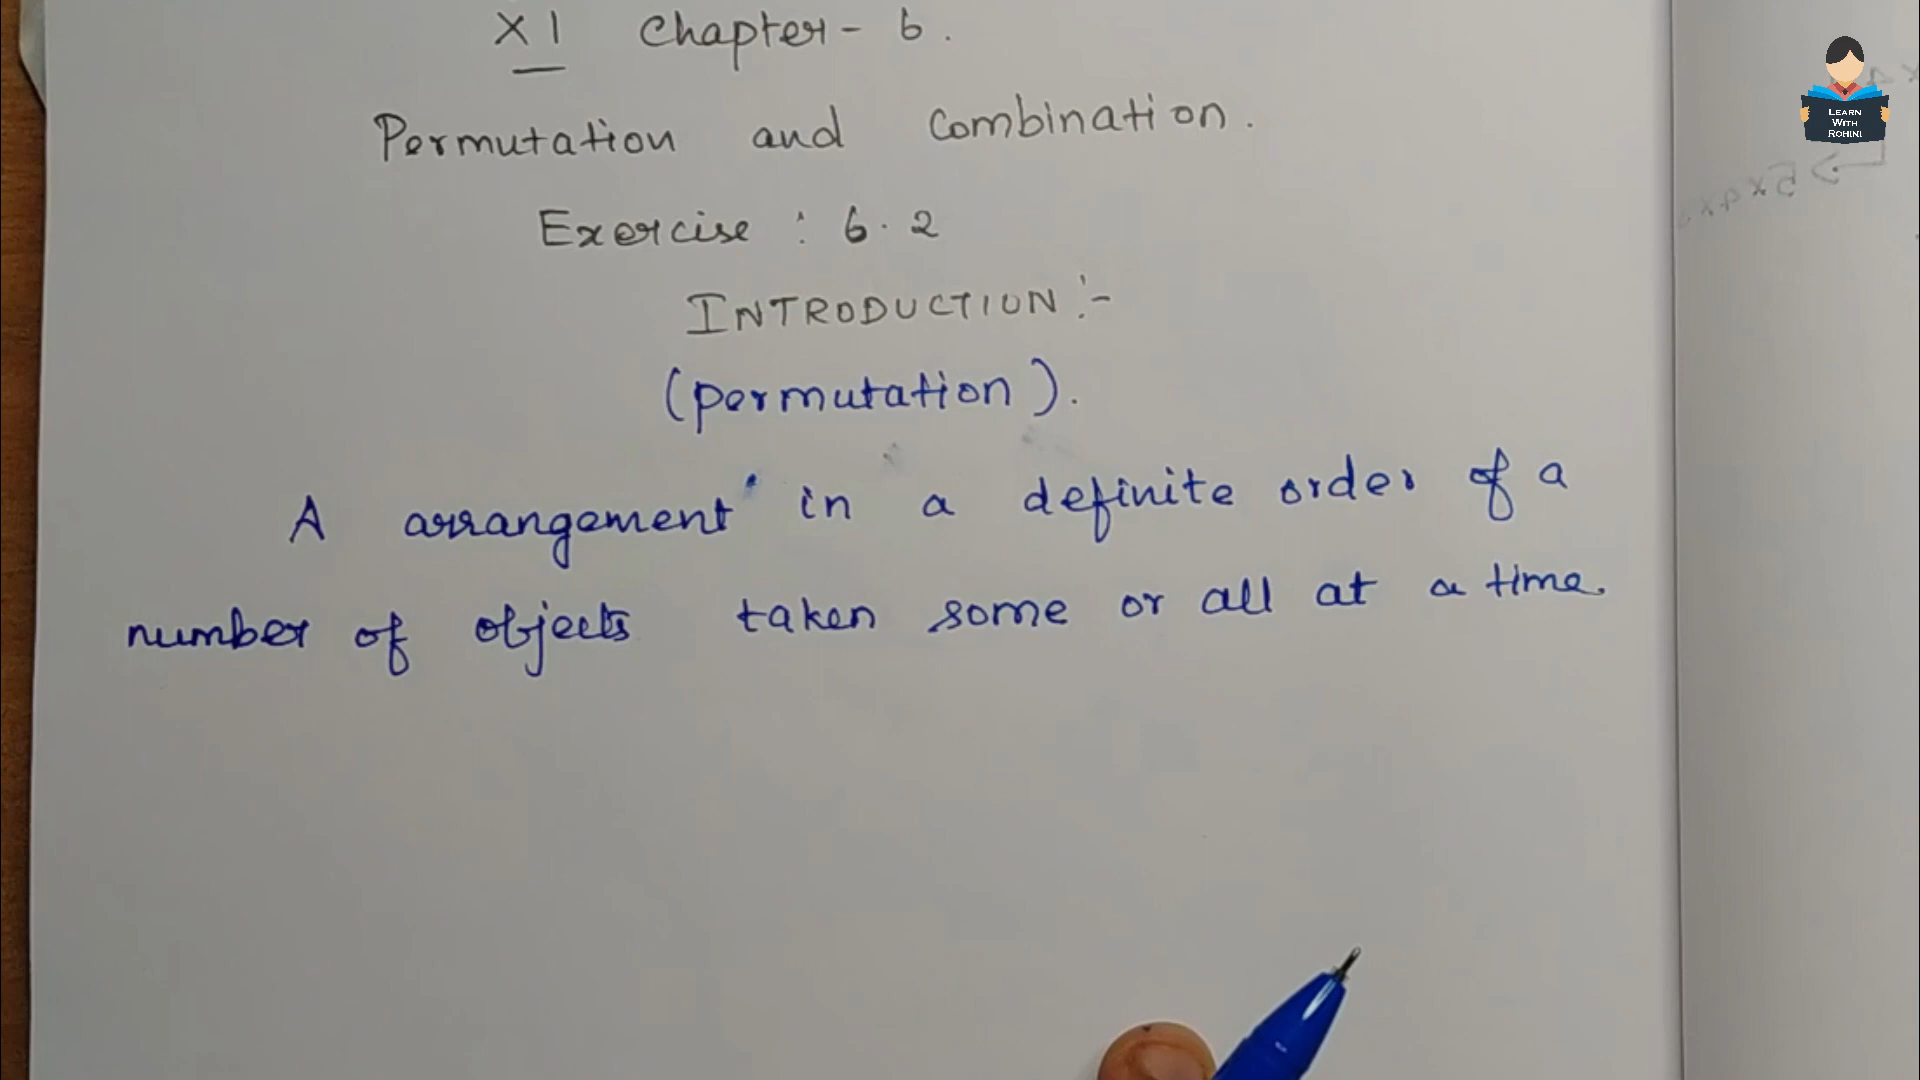 XI Chapter - 6.
Permutation and Combination.
Exercise : 6.2
INTRODUCTION :-
(permutation).
A arrangement in a definite order of a
number of objects taken some or all at a time.
LEARN
WITH
ROHINI